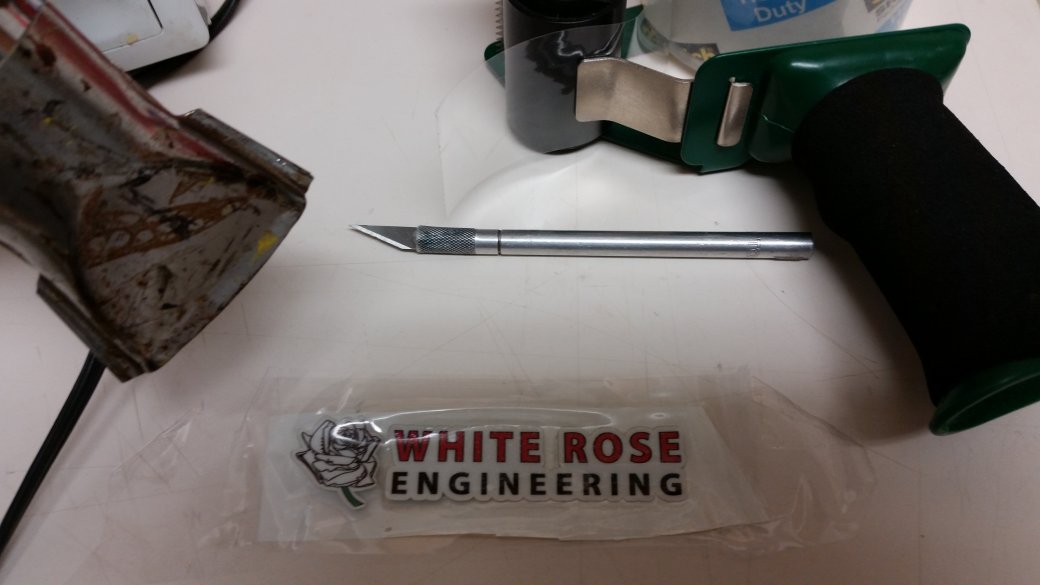 Duty
WHITE ROSE
ENGINEERING